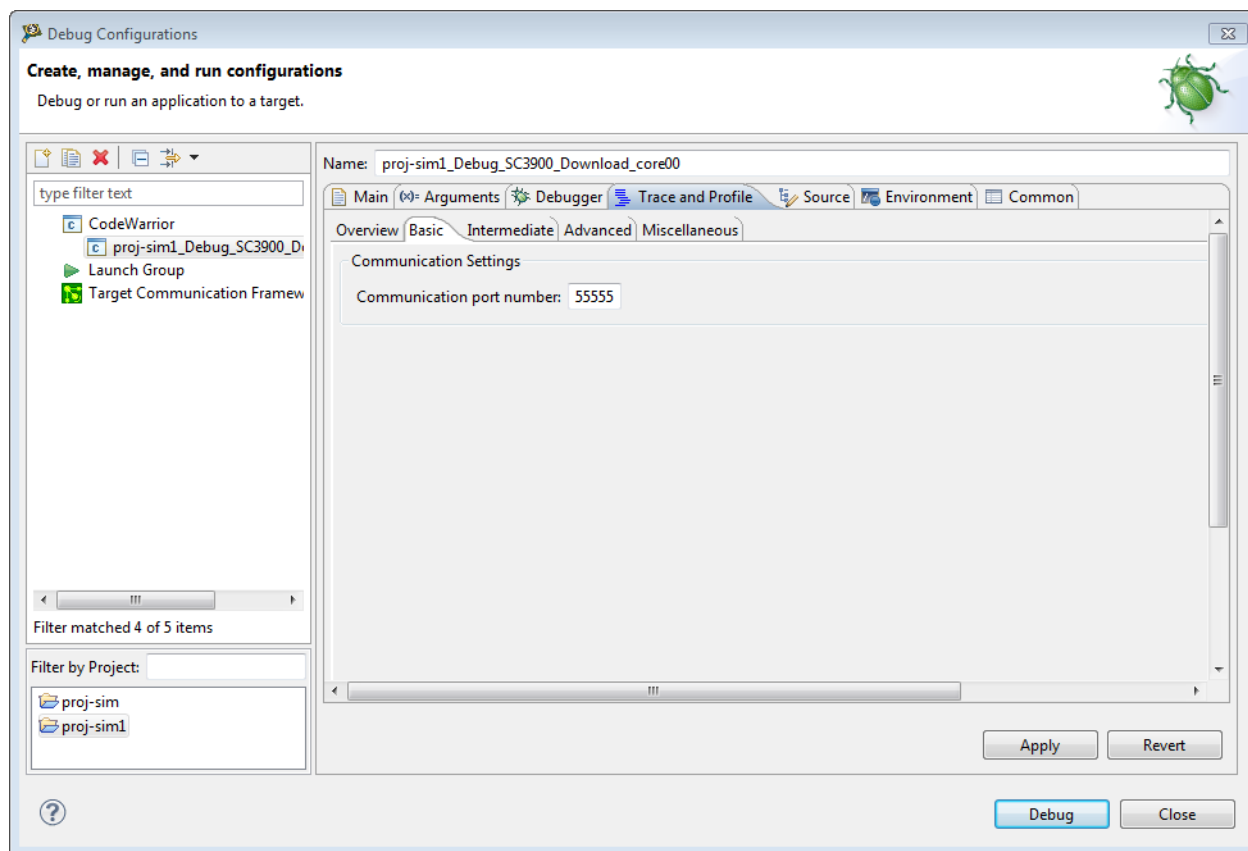 Debug Configurations
Create, manage, and run configurations
Debug or run an application to a target.
type filter text
CodeWarrior
proj-sim1_Debug_SC3900_D
Launch Group
Target Communication Framew
Filter matched 4 of 5 items
Filter by Project:
proj-sim
proj-sim1
Name: proj-sim1_Debug_SC3900_Download_core00
Main (x)= Arguments Debugger Trace and Profile Source Environment Common
Overview Basic Intermediate Advanced Miscellaneous
Communication Settings
Communication port number: 55555
Apply Revert
Debug Close